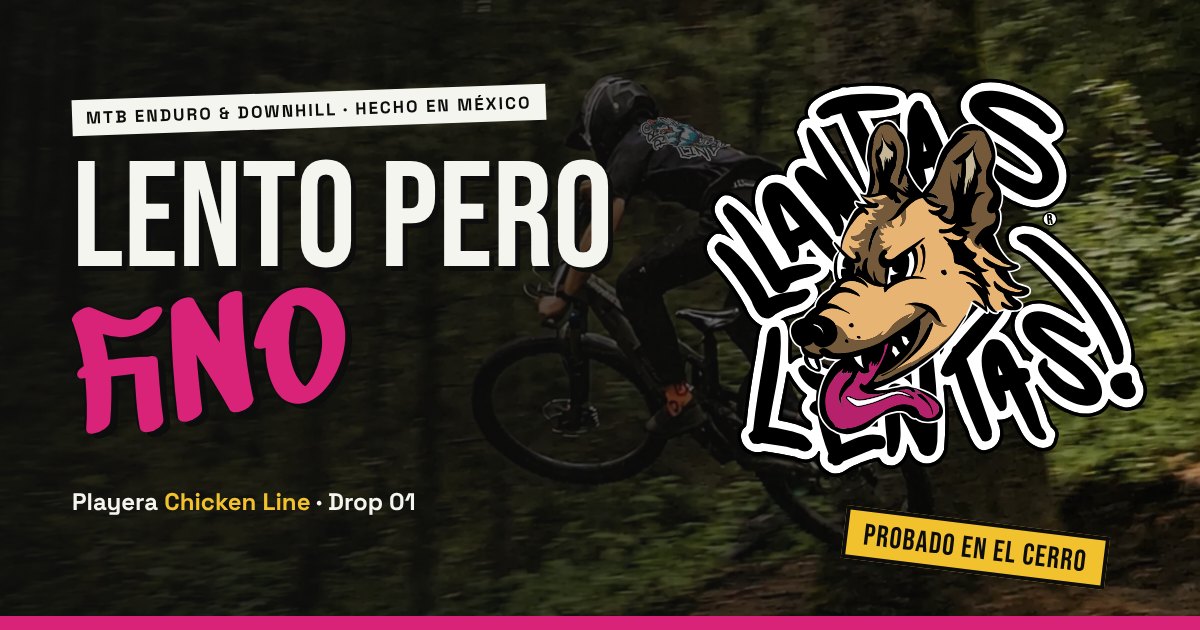 MTB ENDURO & DOWNHILL · HECHO EN MÉXICO
LENTO PERO
FINO
Playera Chicken Line · Drop 01
LLANTAS
LENTAS!
®
PROBADO EN EL CERRO